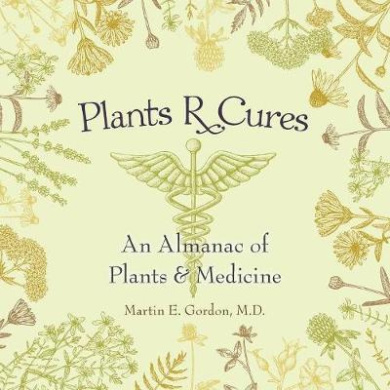 Plants ℞ Cures
An Almanac of
Plants & Medicine
Martin E. Gordon, M.D.